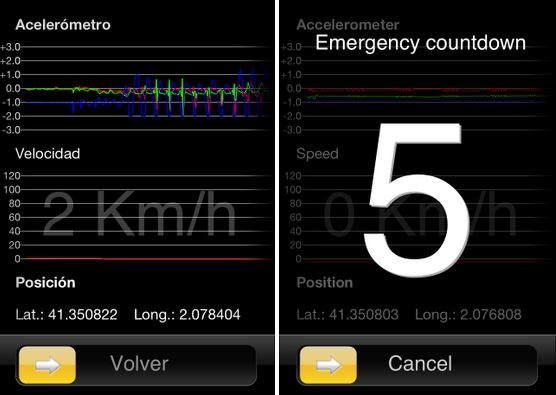 Acelerómetro
+3.0
+2.0
+1.0
0.0
-1.0
-2.0
-3.0
Velocidad
120
100
80
60
40
20
0
2 Km/h
Posición
Lat.: 41.350822 Long.: 2.078404
Volver
Accelerometer
Emergency countdown
+3.0
+2.0
+1.0
0.0
-1.0
-2.0
-3.0
5
Speed
120
100
80
60
40
20
0
0 Km/h
Position
Lat.: 41.350803 Long.: 2.076808
Cancel